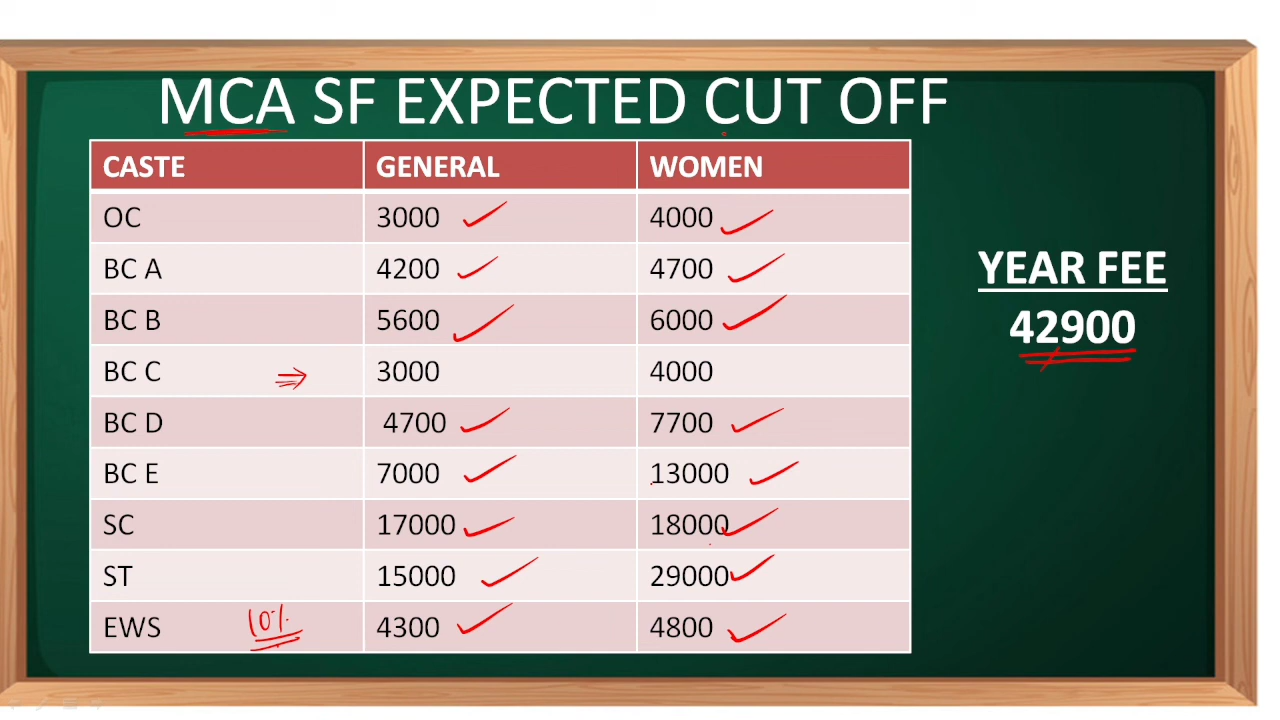 MCA SF EXPECTED CUT OFF
CASTE GENERAL WOMEN
OC 3000 4000
BC A 4200 4700
BC B 5600 6000
BC C 3000 4000
BC D 4700 7700
BC E 7000 13000
SC 17000 18000
ST 15000 29000
EWS 10% 4300 4800
YEAR FEE
42900